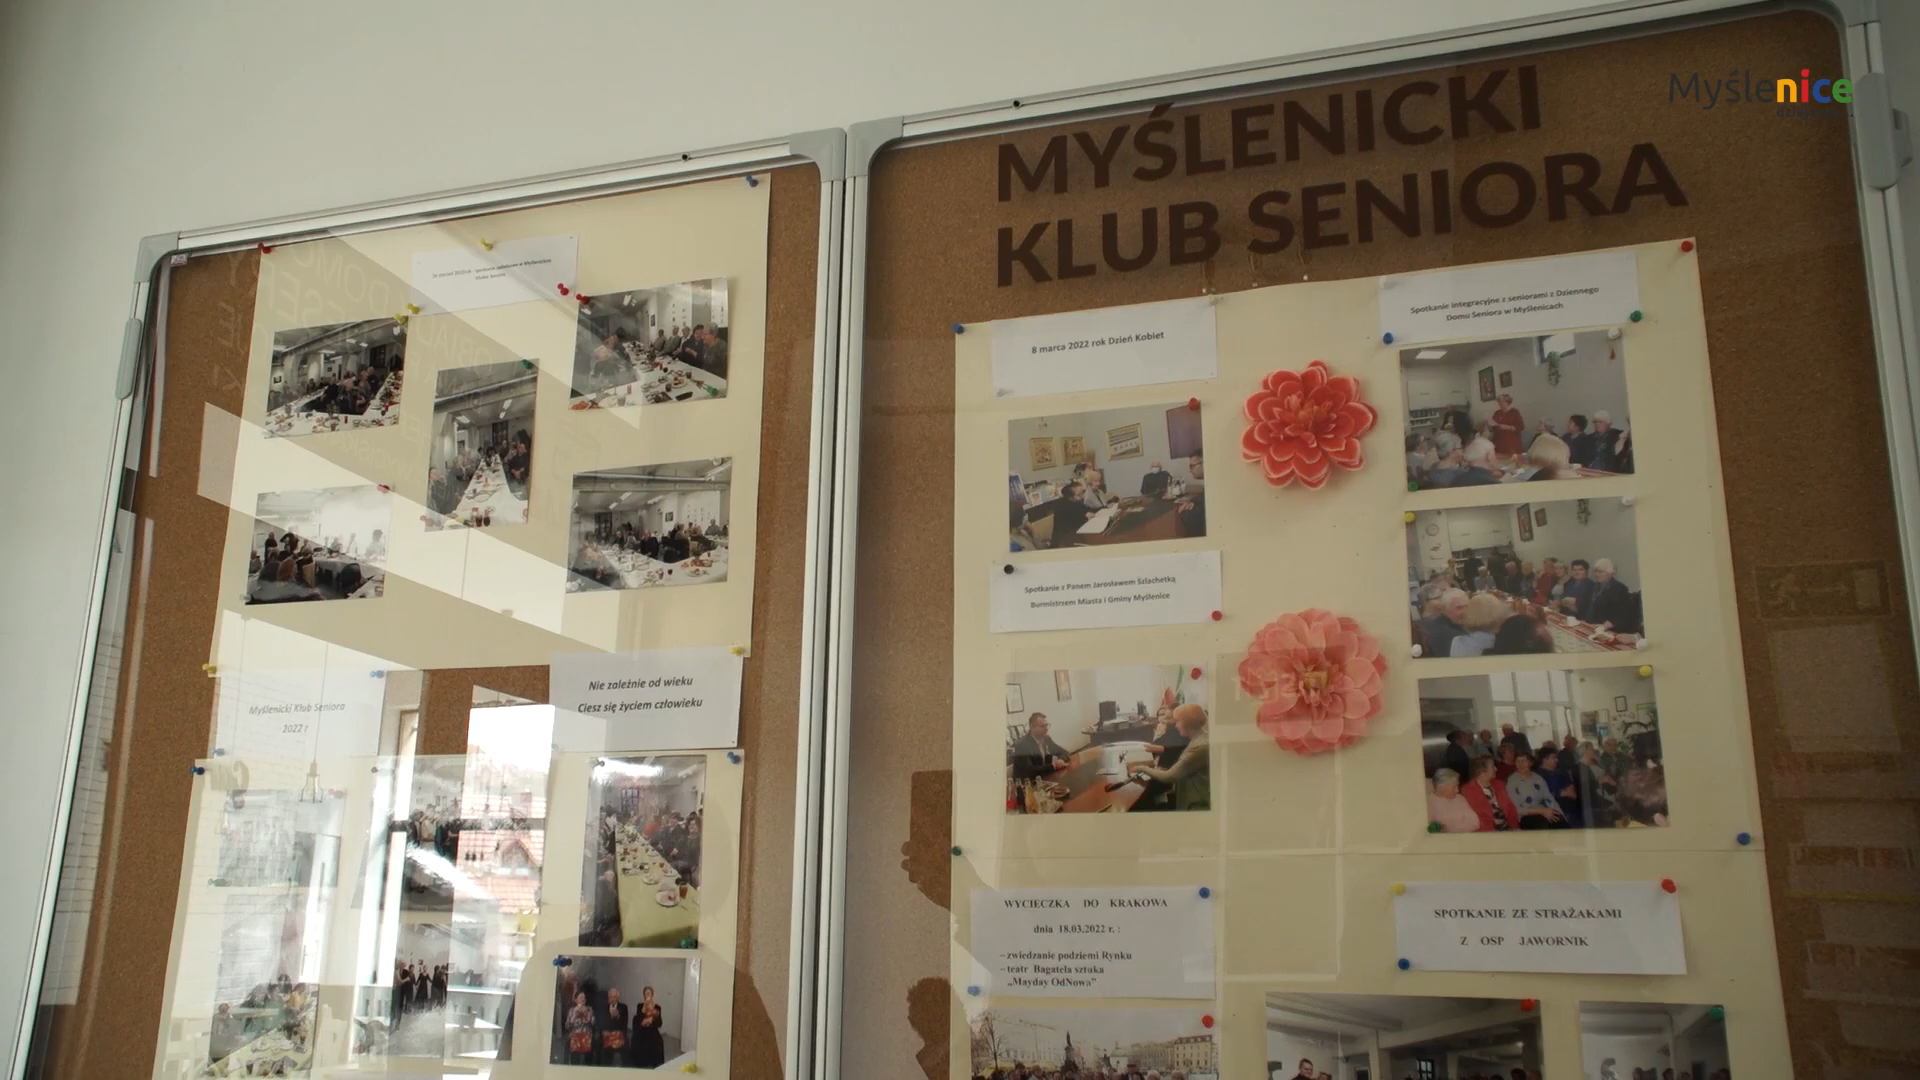 Myślenice
MYŚLENICKI
KLUB SENIORA
Nie zależnie od wieku
Ciesz się życiem człowieku
Myślenicki Klub Seniora
2022 r
8 marca 2022 rok Dzień Kobiet
Spotkanie integracyjne z seniorami z Dziennego
Domu Seniora w Myślenicach
Spotkanie z Panem Jarosławem Szlachetką
Burmistrzem Miasta i Gminy Myślenice
WYCIECZKA DO KRAKOWA
dnia 18.03.2022 r. :
– zwiedzanie podziemi Rynku
– teatr Bagatela sztuka
„Mayday OdNowa”
SPOTKANIE ZE STRAŻAKAMI
Z OSP JAWORNIK